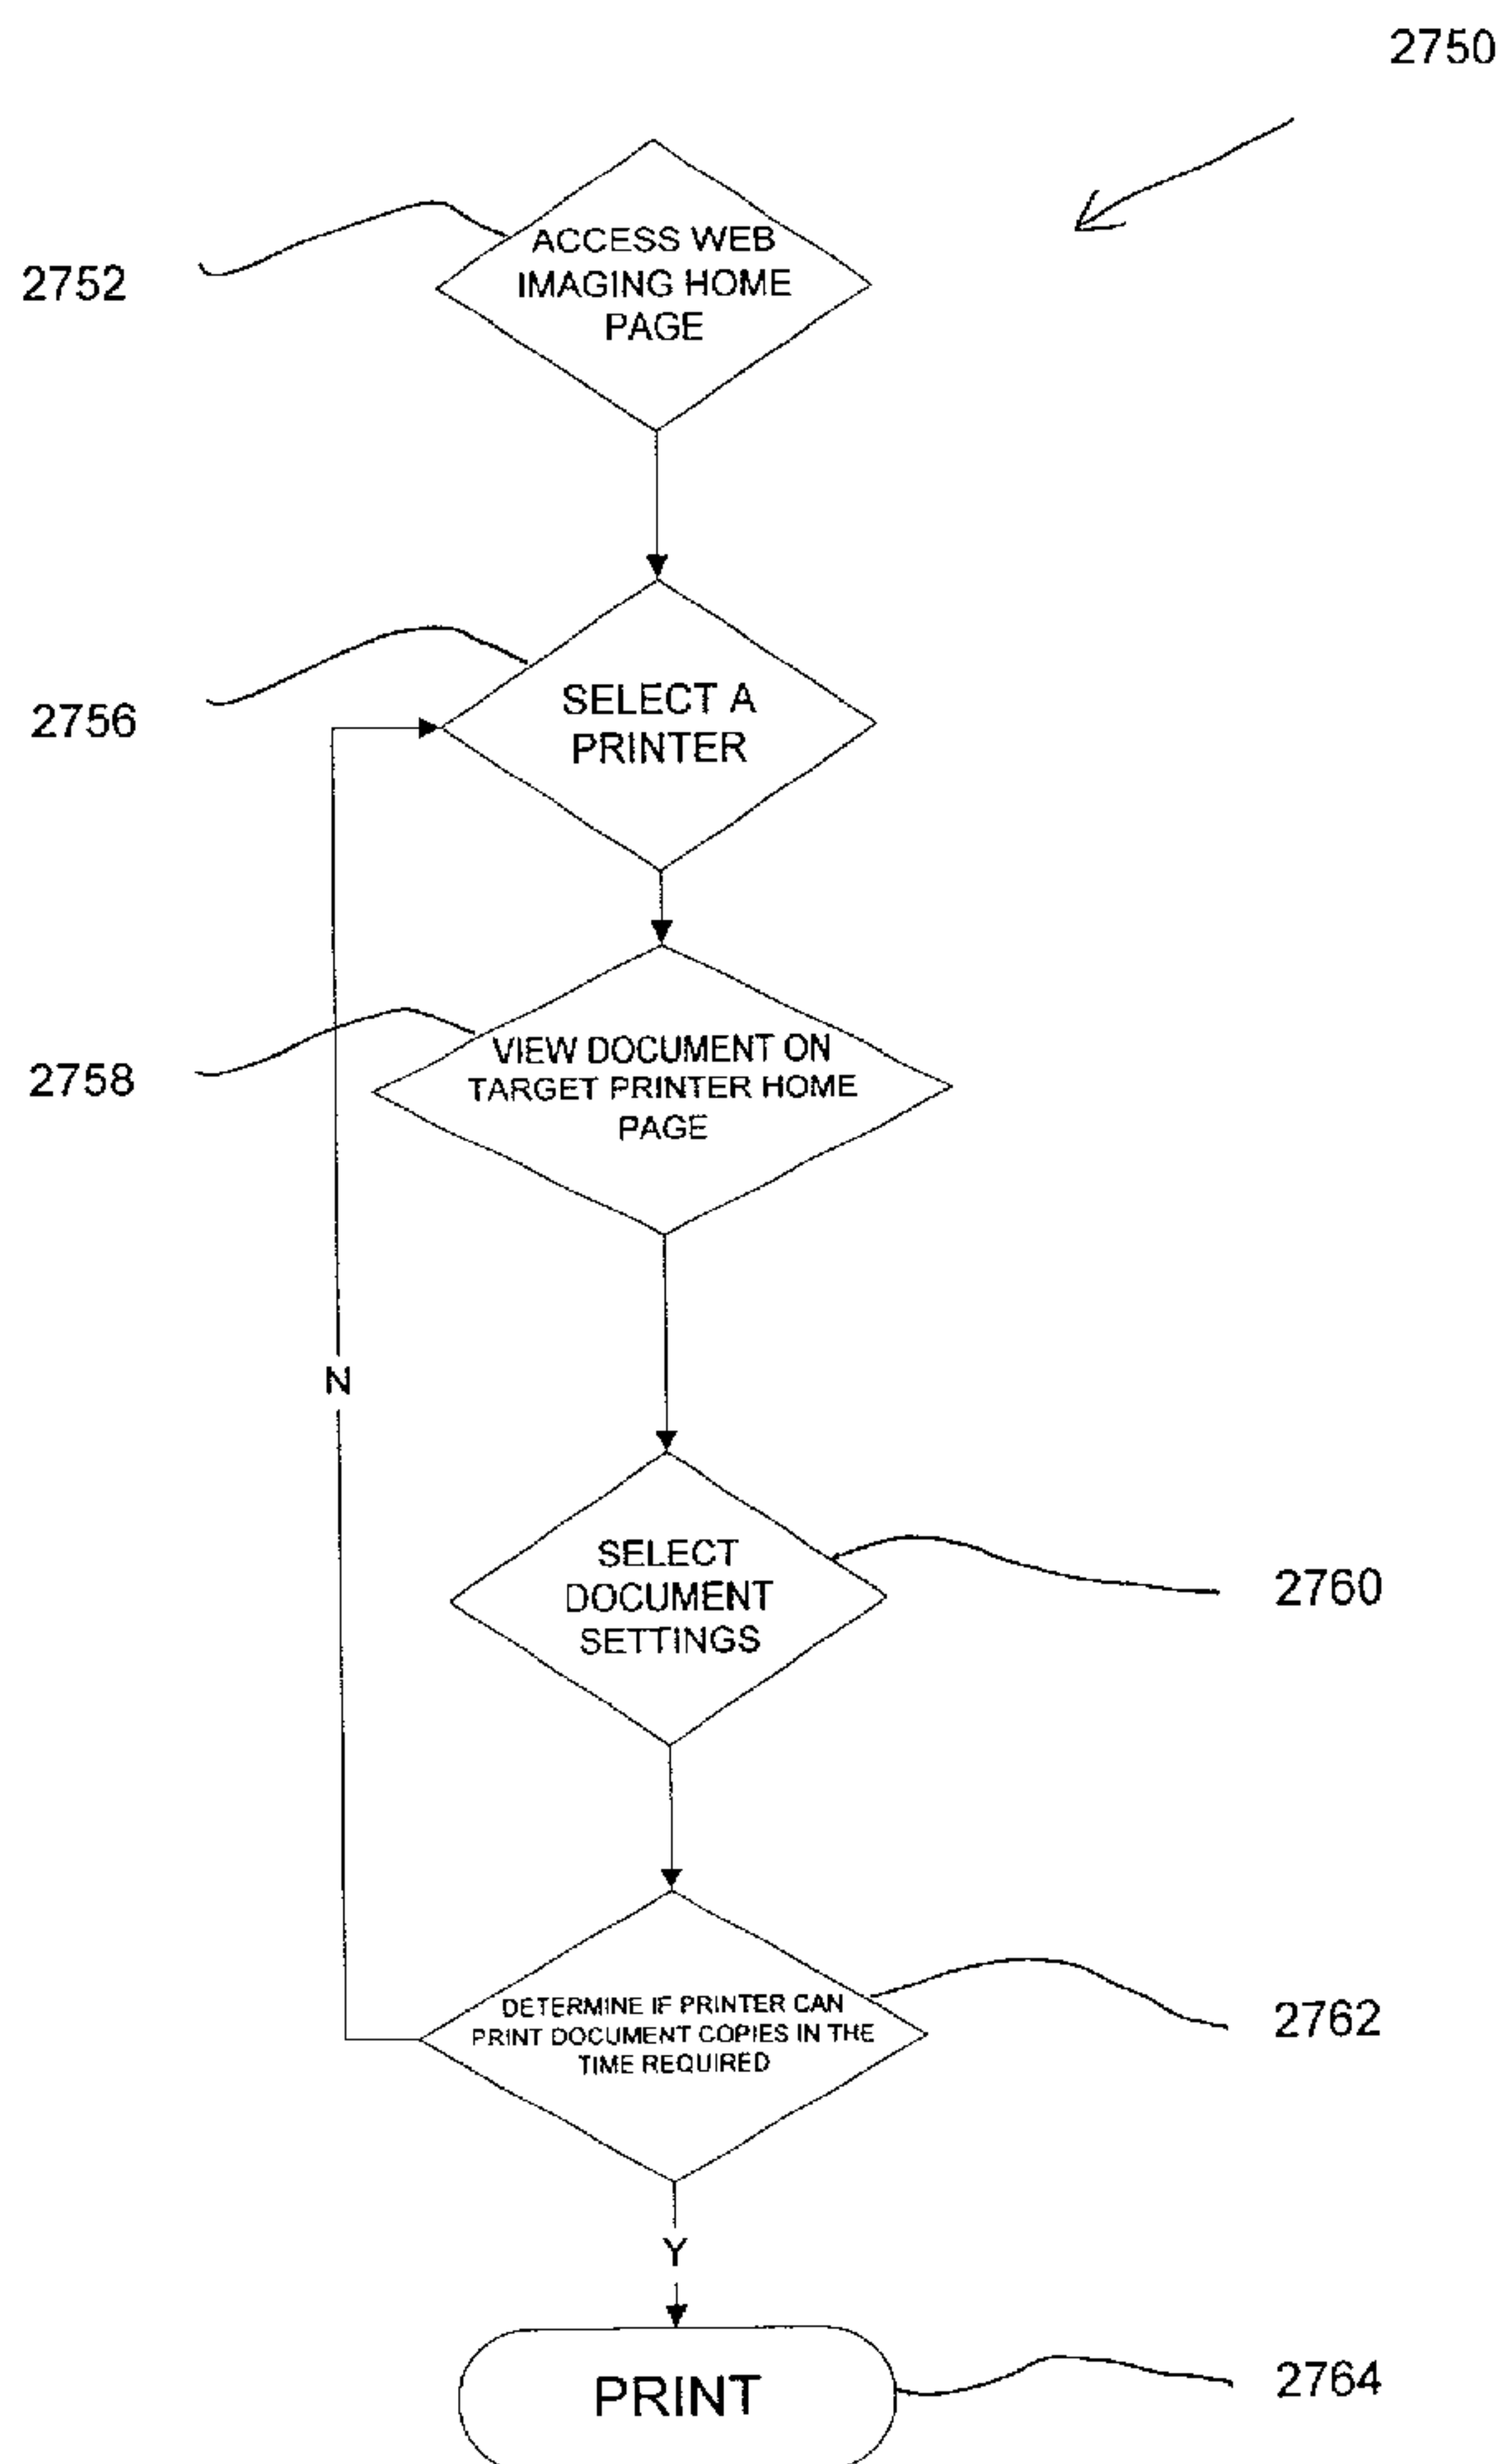 2750
2752
ACCESS WEB
IMAGING HOME
PAGE
2756
SELECT A
PRINTER
2758
VIEW DOCUMENT ON
TARGET PRINTER HOME
PAGE
N
SELECT
DOCUMENT
SETTINGS
2760
DETERMINE IF PRINTER CAN
PRINT DOCUMENT COPIES IN THE
TIME REQUIRED
2762
Y
PRINT
2764